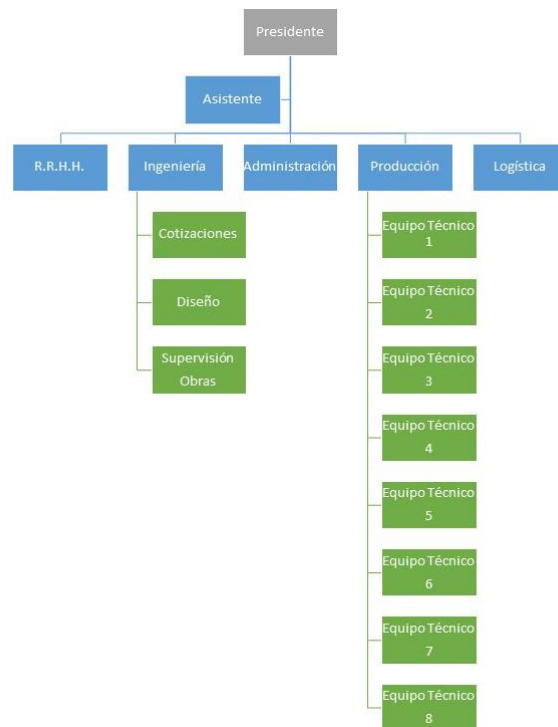 Presidente
Asistente
R.R.H.H.
Ingeniería
Administración
Producción
Logística
Cotizaciones
Diseño
Supervisión
Obras
Equipo Técnico
1
Equipo Técnico
2
Equipo Técnico
3
Equipo Técnico
4
Equipo Técnico
5
Equipo Técnico
6
Equipo Técnico
7
Equipo Técnico
8